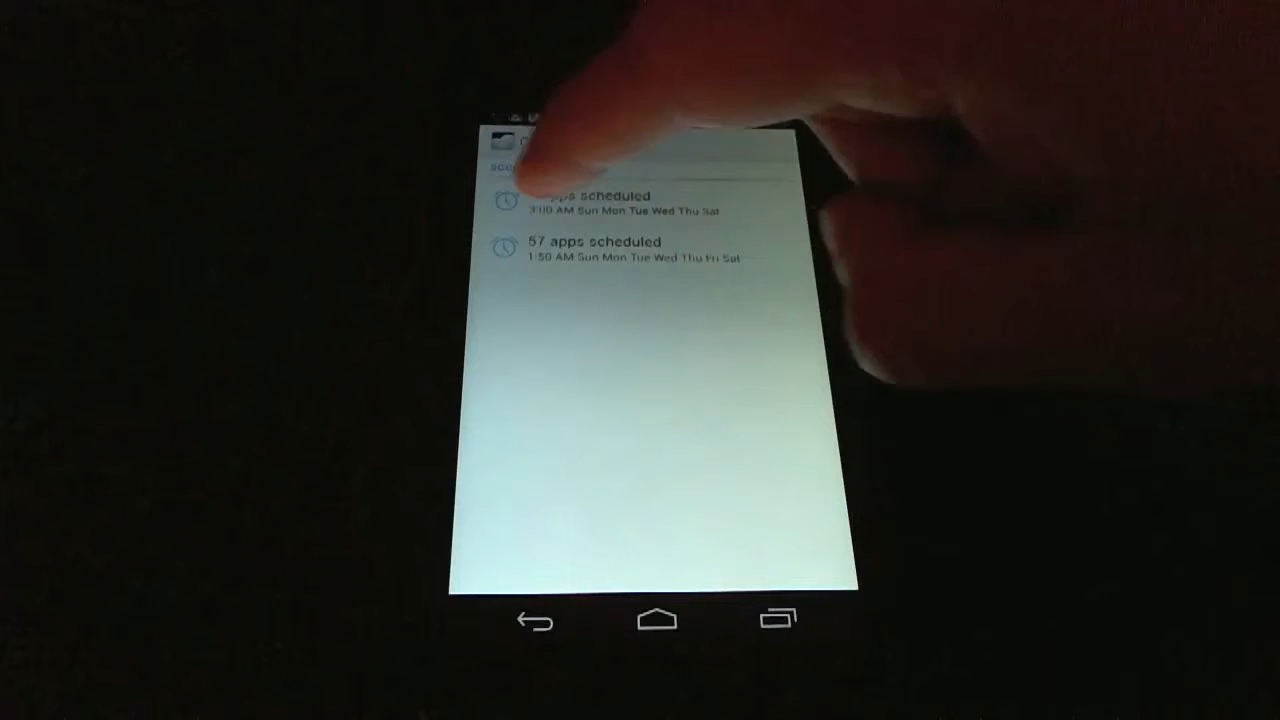 apps scheduled
3:00 AM Sun Mon Tue Wed Thu Sat
57 apps scheduled
1:50 AM Sun Mon Tue Wed Thu Fri Sat